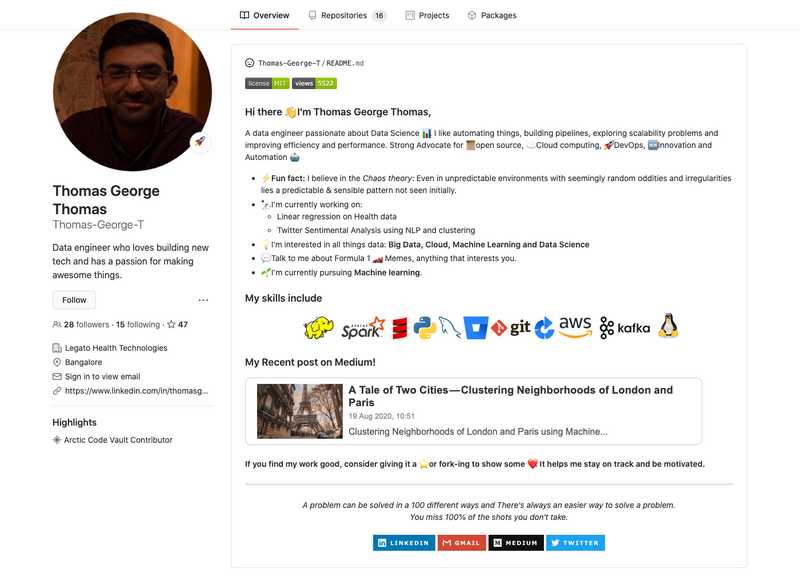 Overview
Repositories 16
Projects
Packages
Thomas George
Thomas
Thomas-George-T
Data engineer who loves building new
tech and has a passion for making
awesome things.
Follow
28 followers · 15 following · 47
Legato Health Technologies
Bangalore
Sign in to view email
https://www.linkedin.com/in/thomasg...
Highlights
Arctic Code Vault Contributor
Thomas-George-T / README.md
license MIT views 5522
Hi there 👋I'm Thomas George Thomas,
A data engineer passionate about Data Science 📊 I like automating things, building pipelines, exploring scalability problems and
improving efficiency and performance. Strong Advocate for 📜open source, ☁️Cloud computing, 🚀DevOps, 🆕Innovation and
Automation 🤖
⚡Fun fact: I believe in the Chaos theory: Even in unpredictable environments with seemingly random oddities and irregularities
lies a predictable & sensible pattern not seen initially.
🔭I'm currently working on:
Linear regression on Health data
Twitter Sentimental Analysis using NLP and clustering
💡I'm interested in all things data: Big Data, Cloud, Machine Learning and Data Science
💬Talk to me about Formula 1 🏎️ Memes, anything that interests you.
🌱I'm currently pursuing Machine learning.
My skills include
Spark git aws kafka
My Recent post on Medium!
A Tale of Two Cities — Clustering Neighborhoods of London and
Paris
19 Aug 2020, 10:51
Clustering Neighborhoods of London and Paris using Machine...
If you find my work good, consider giving it a ⭐or fork-ing to show some ❤️ It helps me stay on track and be motivated.
A problem can be solved in a 100 different ways and There's always an easier way to solve a problem.
You miss 100% of the shots you don't take.
LINKEDIN GMAIL MEDIUM TWITTER